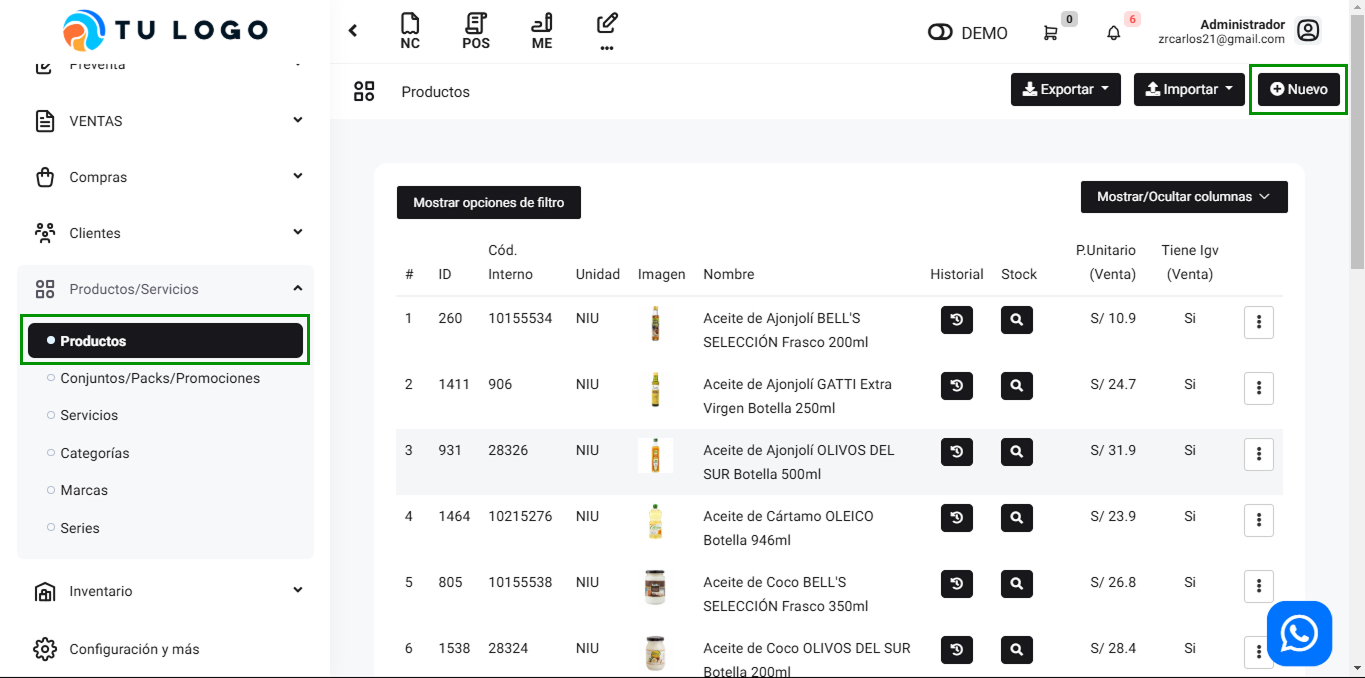 TU LOGO
NC
POS
ME
DEMO
0
6
Administrador
zrcarlos21@gmail.com
Preventa
VENTAS
Compras
Clientes
Productos/Servicios
Productos
Conjuntos/Packs/Promociones
Servicios
Categorías
Marcas
Series
Inventario
Configuración y más
Productos
Exportar
Importar
Nuevo
Mostrar opciones de filtro
Mostrar/Ocultar columnas
# ID Cód. Interno Unidad Imagen Nombre Historial Stock P.Unitario (Venta) Tiene Igv (Venta)
1 260 10155534 NIU Aceite de Ajonjolí BELL'S S/ 10.9 Si
SELECCIÓN Frasco 200ml
2 1411 906 NIU Aceite de Ajonjolí GATTI Extra S/ 24.7 Si
Virgen Botella 250ml
3 931 28326 NIU Aceite de Ajonjolí OLIVOS DEL S/ 31.9 Si
SUR Botella 500ml
4 1464 10215276 NIU Aceite de Cártamo OLEICO S/ 23.9 Si
Botella 946ml
5 805 10155538 NIU Aceite de Coco BELL'S S/ 26.8 Si
SELECCIÓN Frasco 350ml
6 1538 28324 NIU Aceite de Coco OLIVOS DEL SUR S/ 28.4 Si
Botella 200ml